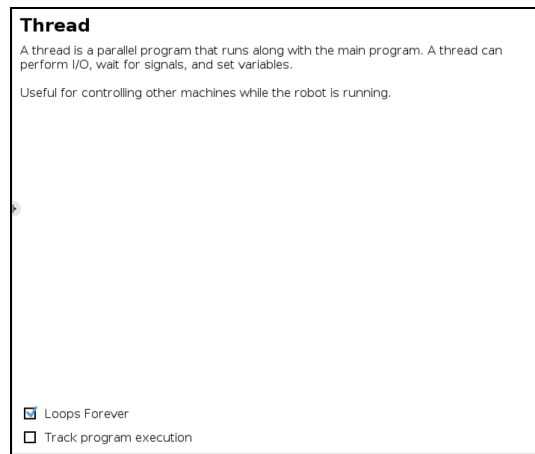 Thread
A thread is a parallel program that runs along with the main program. A thread can
perform I/O, wait for signals, and set variables.
Useful for controlling other machines while the robot is running.
Loops Forever
Track program execution